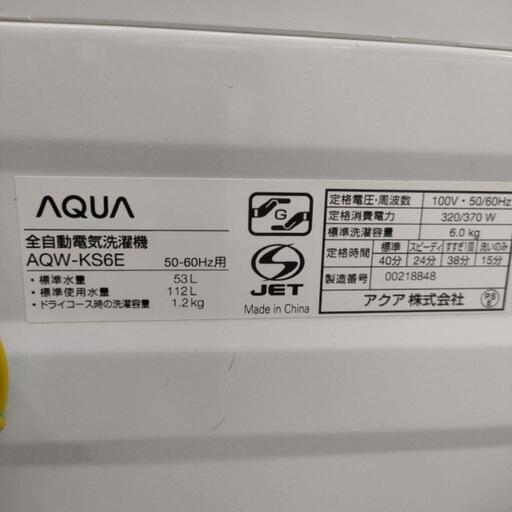 AQUA
全自動電気洗濯機
AQW-KS6E 50-60Hz用
・標準水量 53L
・標準使用水量 112L
・ドライコース時の洗濯容量 1.2kg
G
S
JET
Made in China
定格電圧・周波数 100V・50/60Hz
定格消費電力 320/370 W
標準洗濯容量 6.0kg
定格時間 標準 スピーディ すすぎ1回 洗いのみ
40分 24分 38分 15分
製造番号 00218848
アクア株式会社 PSE